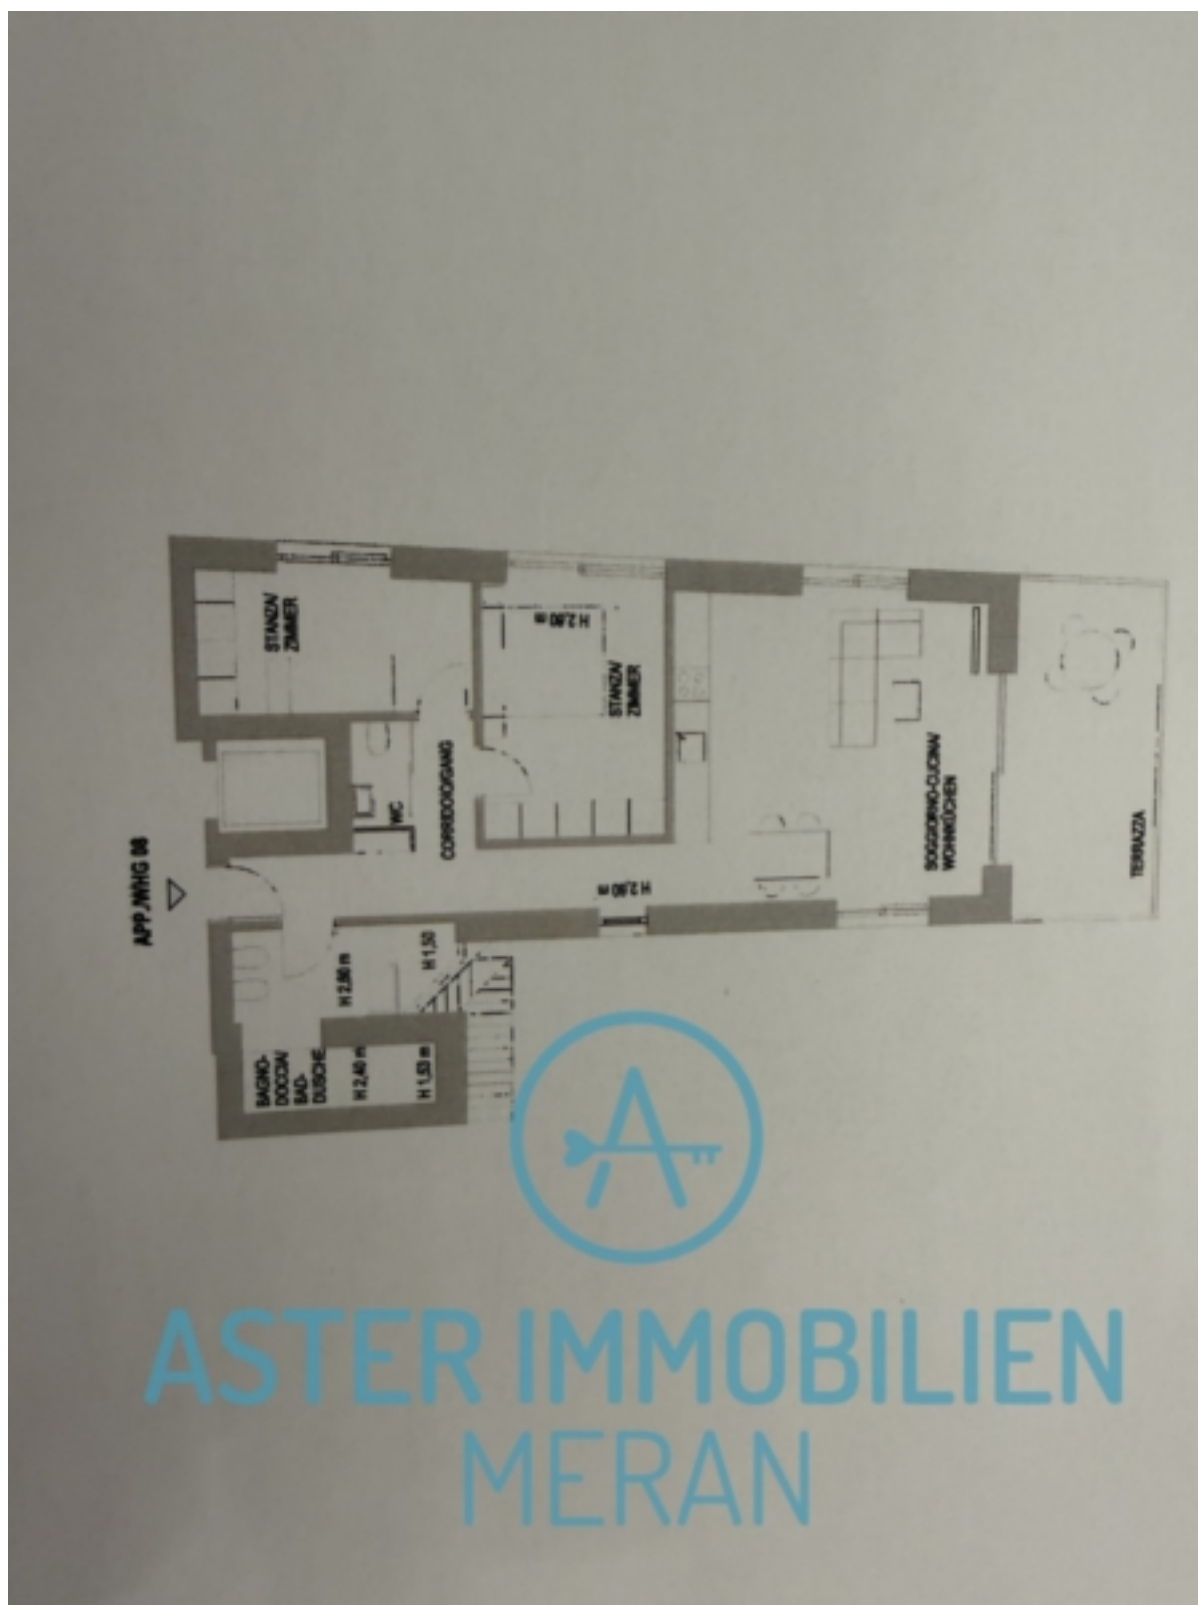 APP./WHG 08
STANZA/
ZIMMER
WC
CORRIDOIO/GANG
H 2,80 m
STANZA/
ZIMMER
BAGNO-
DOCCIA/
BAD-
DUSCHE
H 2,40 m
H 1,53 m
H 2,80 m
H 1,50
H 2,80 m
SOGGIORNO-CUCINA/
WOHNKÜCHEN
TERRAZZA
ASTER IMMOBILIEN
MERAN